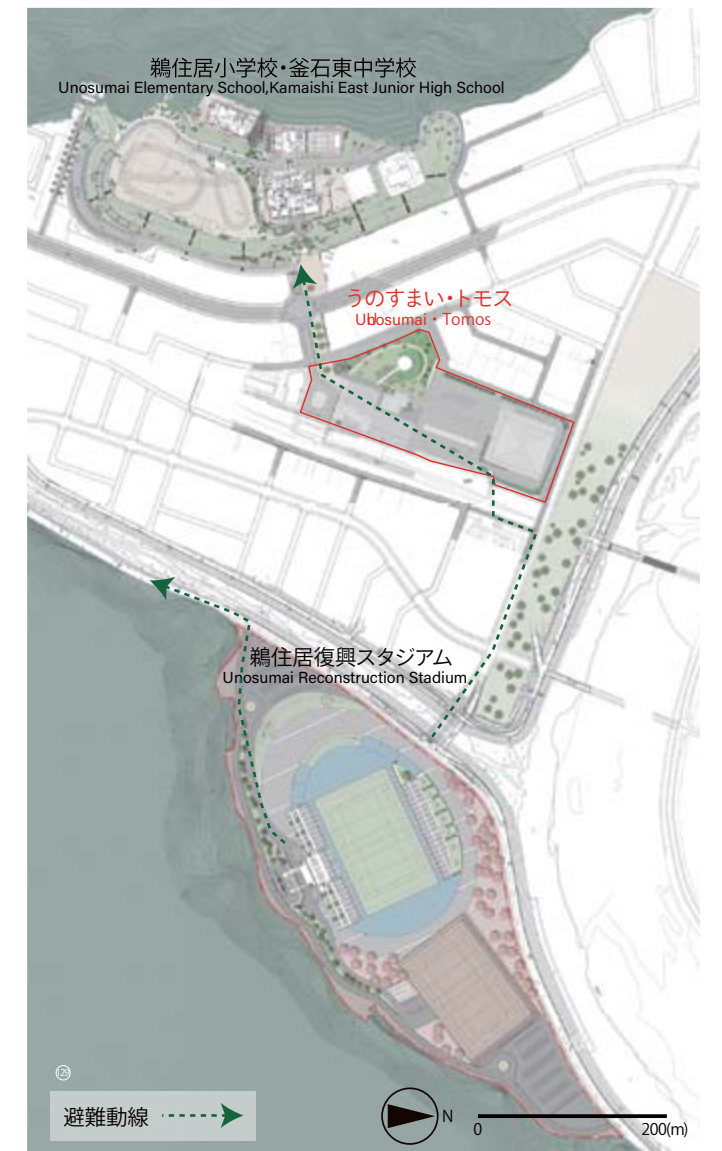 鵜住居小学校・釜石東中学校
Unosumai Elementary School,Kamaishi East Junior High School
うのすまい・トモス
Ubosumai・Tomos
鵜住居復興スタジアム
Unosumai Reconstruction Stadium
129
避難動線
N
0 200(m)